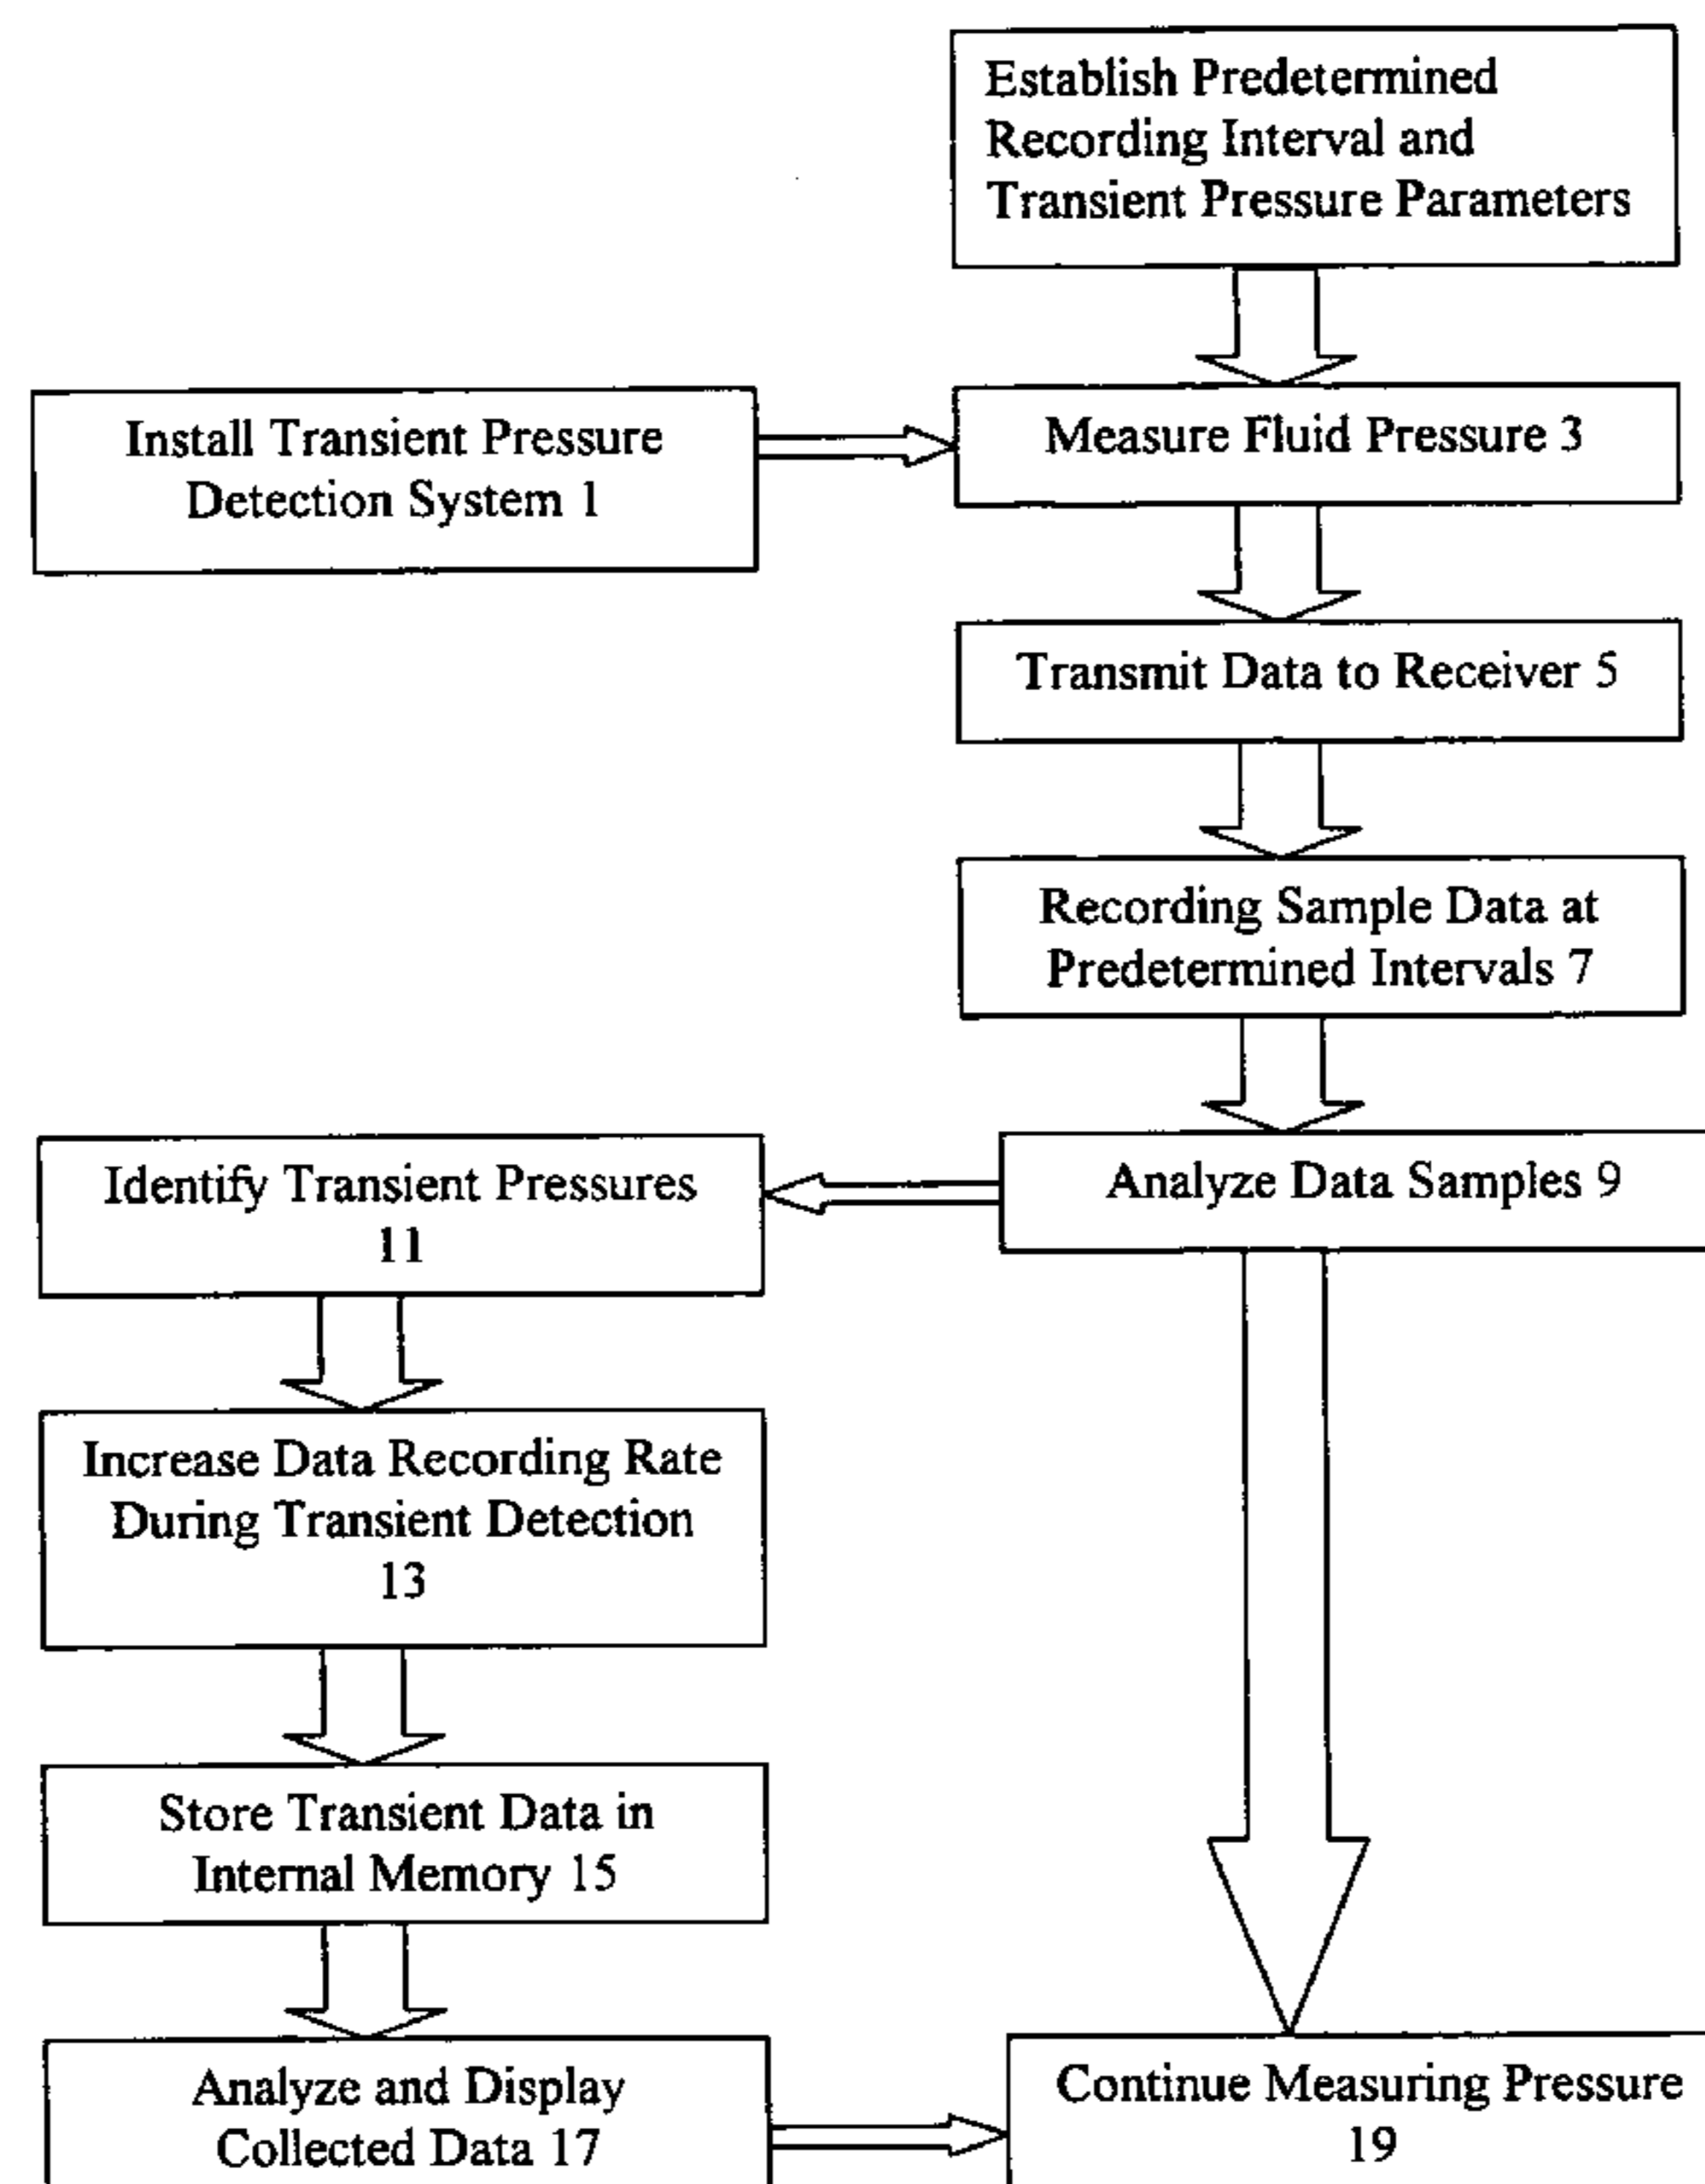 Establish Predetermined
Recording Interval and
Transient Pressure Parameters
Install Transient Pressure
Detection System 1
Measure Fluid Pressure 3
Transmit Data to Receiver 5
Recording Sample Data at
Predetermined Intervals 7
Analyze Data Samples 9
Identify Transient Pressures
11
Increase Data Recording Rate
During Transient Detection
13
Store Transient Data in
Internal Memory 15
Analyze and Display
Collected Data 17
Continue Measuring Pressure
19